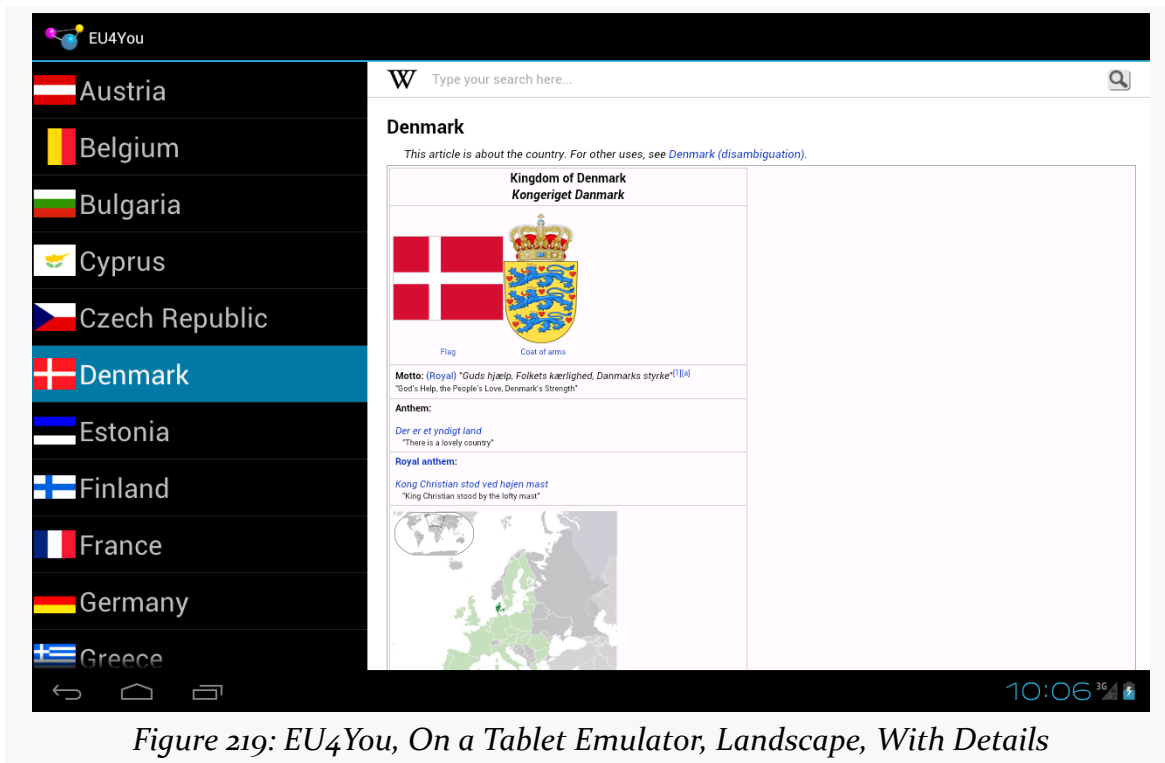 EU4You
Austria
Belgium
Bulgaria
Cyprus
Czech Republic
Denmark
Estonia
Finland
France
Germany
Greece
W Type your search here...
Denmark
This article is about the country. For other uses, see Denmark (disambiguation).
Kingdom of Denmark
Kongeriget Danmark
Flag Coat of arms
Motto: (Royal) "Guds hjælp, Folkets kærlighed, Danmarks styrke"[1][a]
"God's Help, the People's Love, Denmark's Strength"
Anthem:
Der er et yndigt land
"There is a lovely country"
Royal anthem:
Kong Christian stod ved højen mast
"King Christian stood by the lofty mast"
10:06 3G
Figure 219: EU4You, On a Tablet Emulator, Landscape, With Details